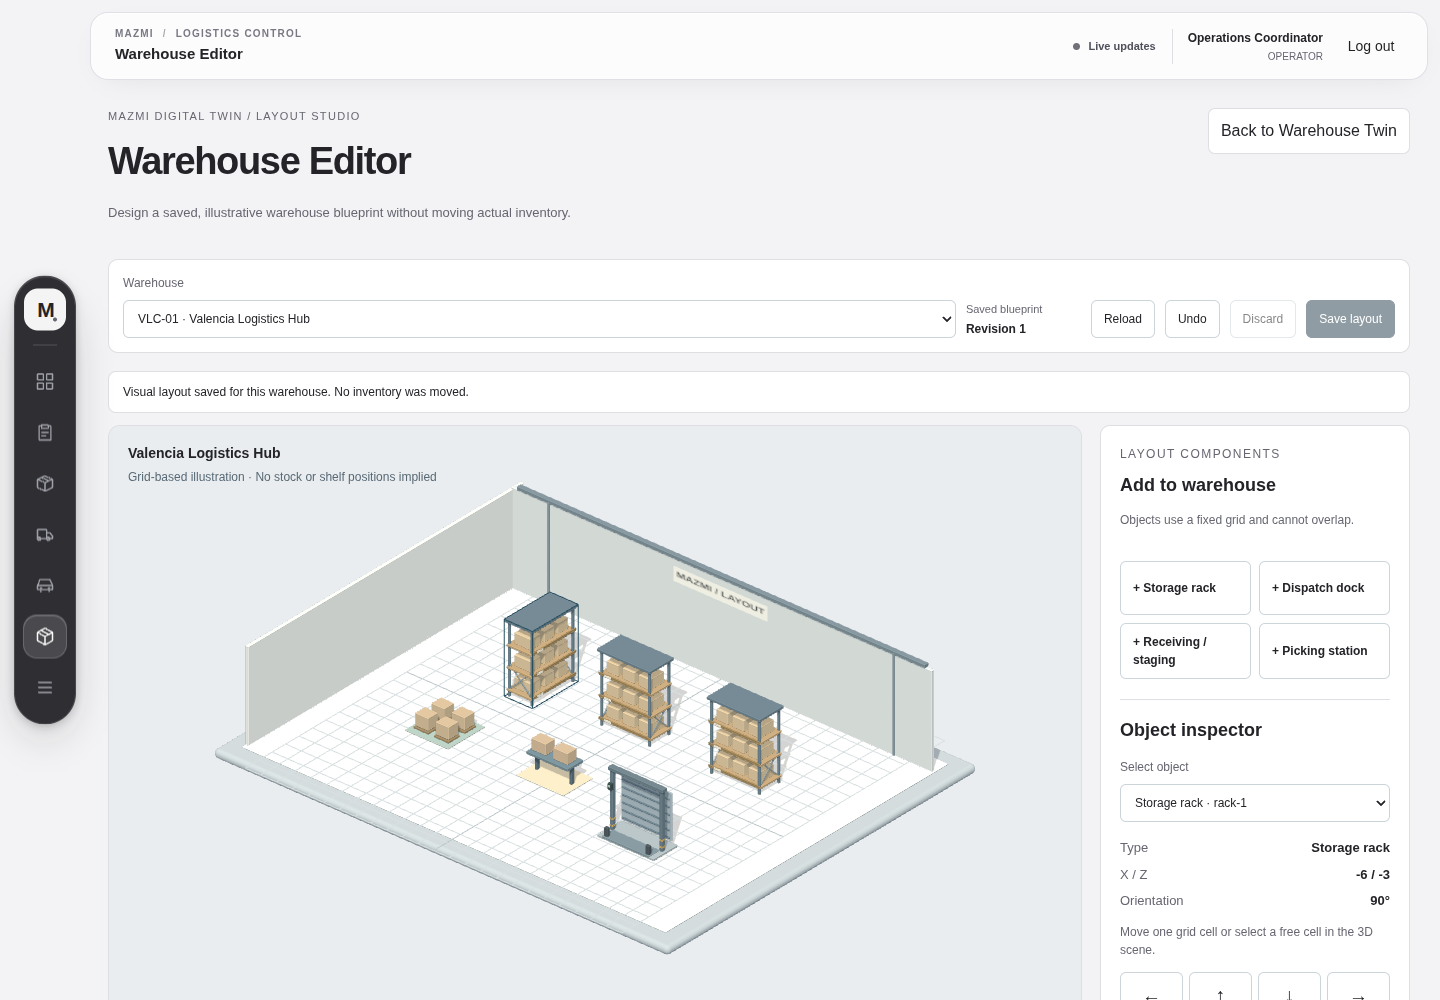 MAZMI / LOGISTICS CONTROL
Warehouse Editor
Live updates
Operations Coordinator
OPERATOR
Log out
MAZMI DIGITAL TWIN / LAYOUT STUDIO
Warehouse Editor
Design a saved, illustrative warehouse blueprint without moving actual inventory.
Back to Warehouse Twin
M
Warehouse
VLC-01 · Valencia Logistics Hub
Saved blueprint
Revision 1
Reload
Undo
Discard
Save layout
Visual layout saved for this warehouse. No inventory was moved.
Valencia Logistics Hub
Grid-based illustration · No stock or shelf positions implied
MAZMI / LAYOUT
LAYOUT COMPONENTS
Add to warehouse
Objects use a fixed grid and cannot overlap.
+ Storage rack
+ Dispatch dock
+ Receiving /
staging
+ Picking station
Object inspector
Select object
Storage rack · rack-1
Type Storage rack
X / Z -6 / -3
Orientation 90°
Move one grid cell or select a free cell in the 3D
scene.
← ↑ ↓ →